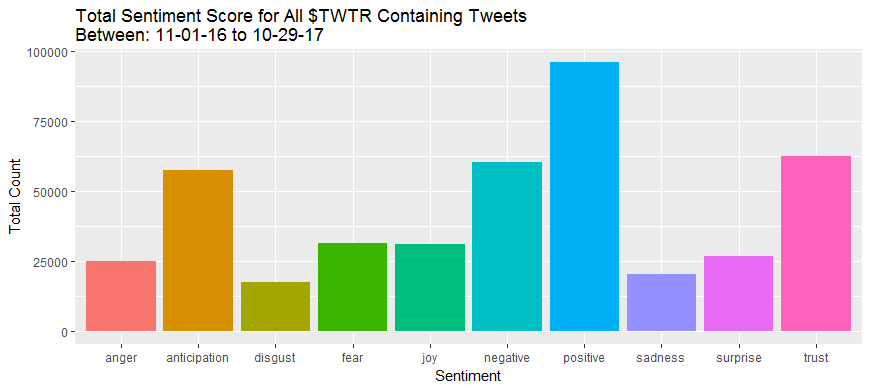 Total Sentiment Score for All $TWTR Containing Tweets
Between: 11-01-16 to 10-29-17
100000
75000
50000
25000
0
Total Count
anger anticipation disgust fear joy negative positive sadness surprise trust
Sentiment